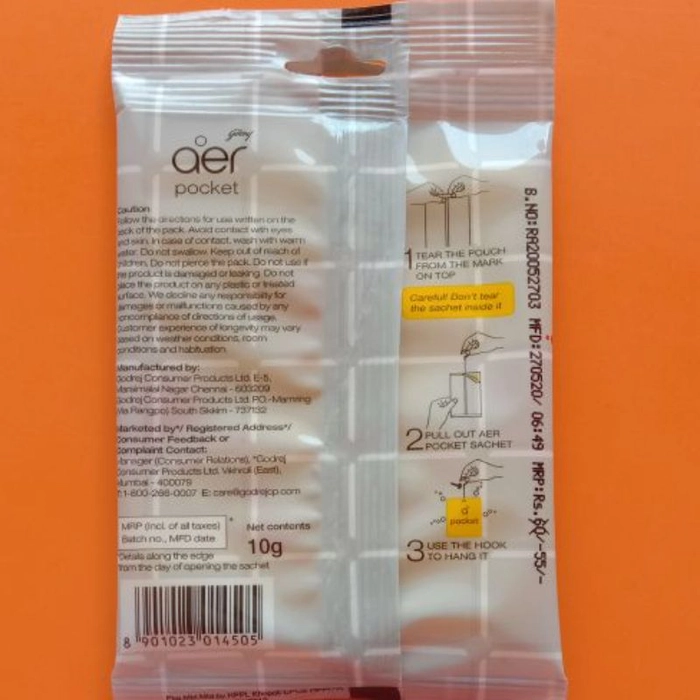 Godrej
aer
pocket
Caution
Follow the directions for use written on the
back of the pack. Avoid contact with eyes
and skin. In case of contact, wash with warm
water. Do not swallow. Keep out of reach of
children. Do not pierce the pack. Do not use if
the product is damaged or leaking. Do not
place the product on any plastic or treated
surface. We decline any responsibility for
damages or malfunctions caused by any
noncompliance of directions of usage.
Customer experience of longevity may vary
based on weather conditions, room
conditions and habituation.
Manufactured by:
Godrej Consumer Products Ltd. E-5,
Maraimalai Nagar Chennai - 603209
Godrej Consumer Products Ltd. P.O.-Mamring
Via Rangpo) South Sikkim - 737132
Marketed by*/ Registered Address*/
Consumer Feedback or
Complaint Contact:
Manager (Consumer Relations), *Godrej
Consumer Products Ltd. Vikhroli (East),
Mumbai - 400079
T:1-800-266-0007 E: care@godrejcp.com
MRP (Incl. of all taxes)
Batch no., MFD date
*
Net contents
10g
*Details along the edge
from the day of opening the sachet
8 901023 014505
1 TEAR THE POUCH
FROM THE MARK
ON TOP
Careful! Don't tear
the sachet inside it
2 PULL OUT AER
POCKET SACHET
pocket
3 USE THE HOOK
TO HANG IT
B.NO:RA20052703 MFD:270520/ 06:49 MRP:Rs.60/-55/-